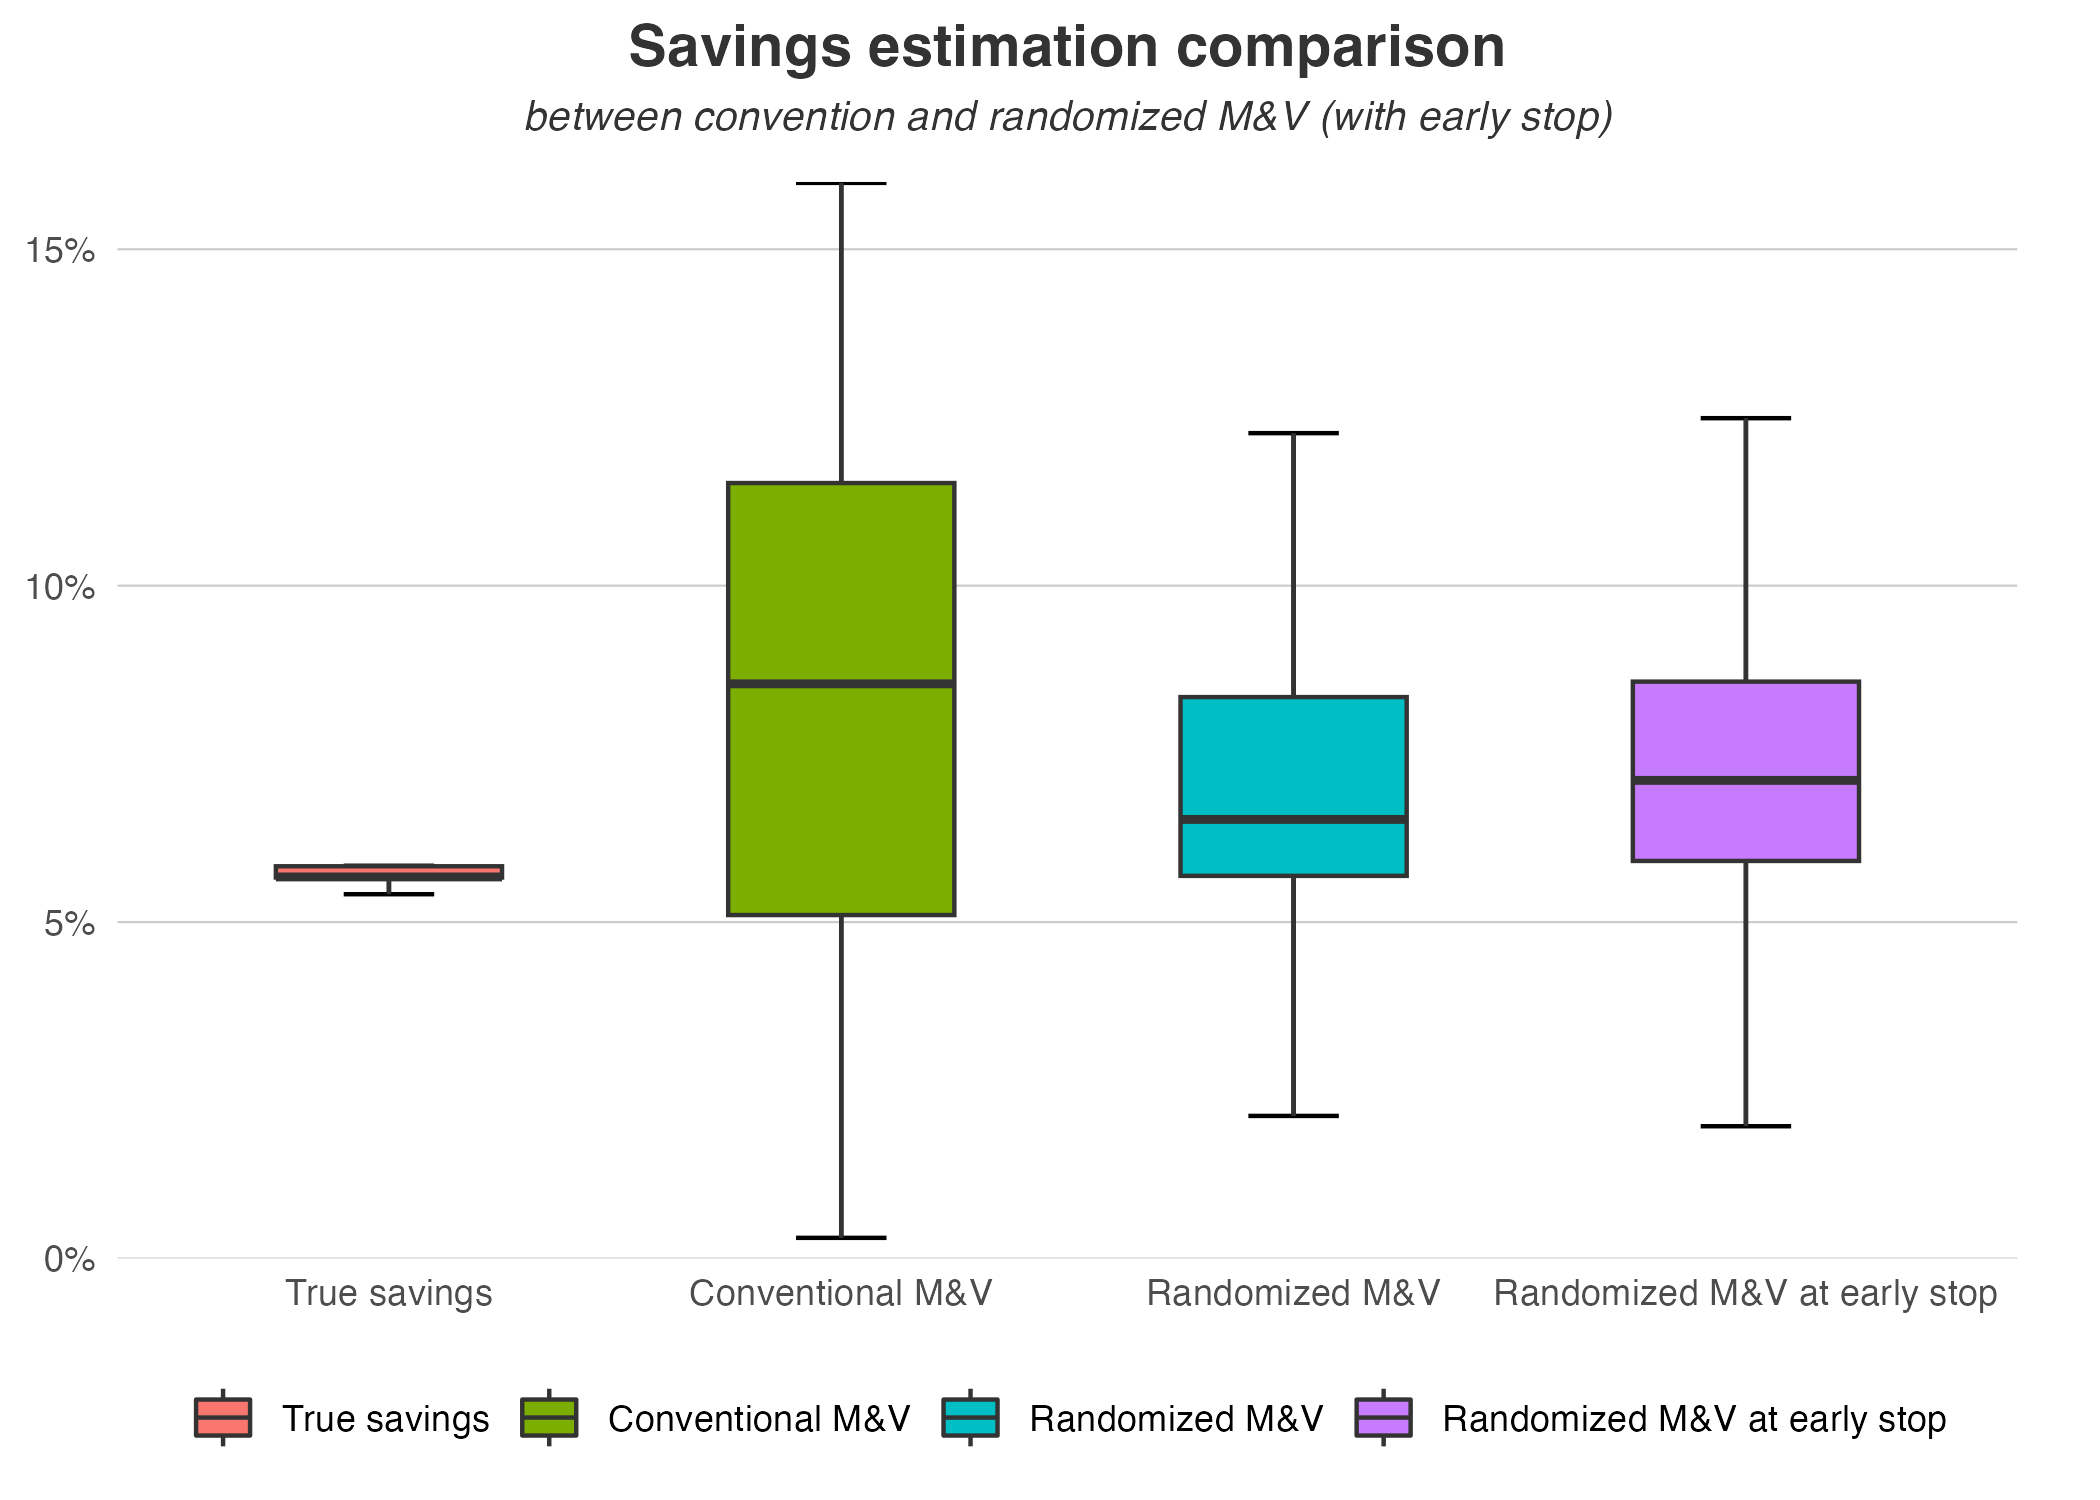 Savings estimation comparison
between convention and randomized M&V (with early stop)
15%
10%
5%
0%
True savings Conventional M&V Randomized M&V Randomized M&V at early stop
True savings Conventional M&V Randomized M&V Randomized M&V at early stop